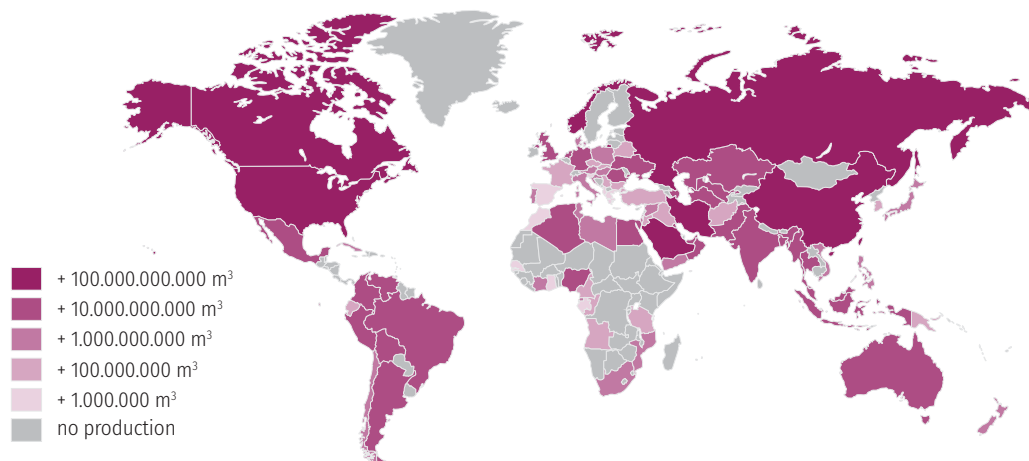 + 100.000.000.000 m³
+ 10.000.000.000 m³
+ 1.000.000.000 m³
+ 100.000.000 m³
+ 1.000.000 m³
no production